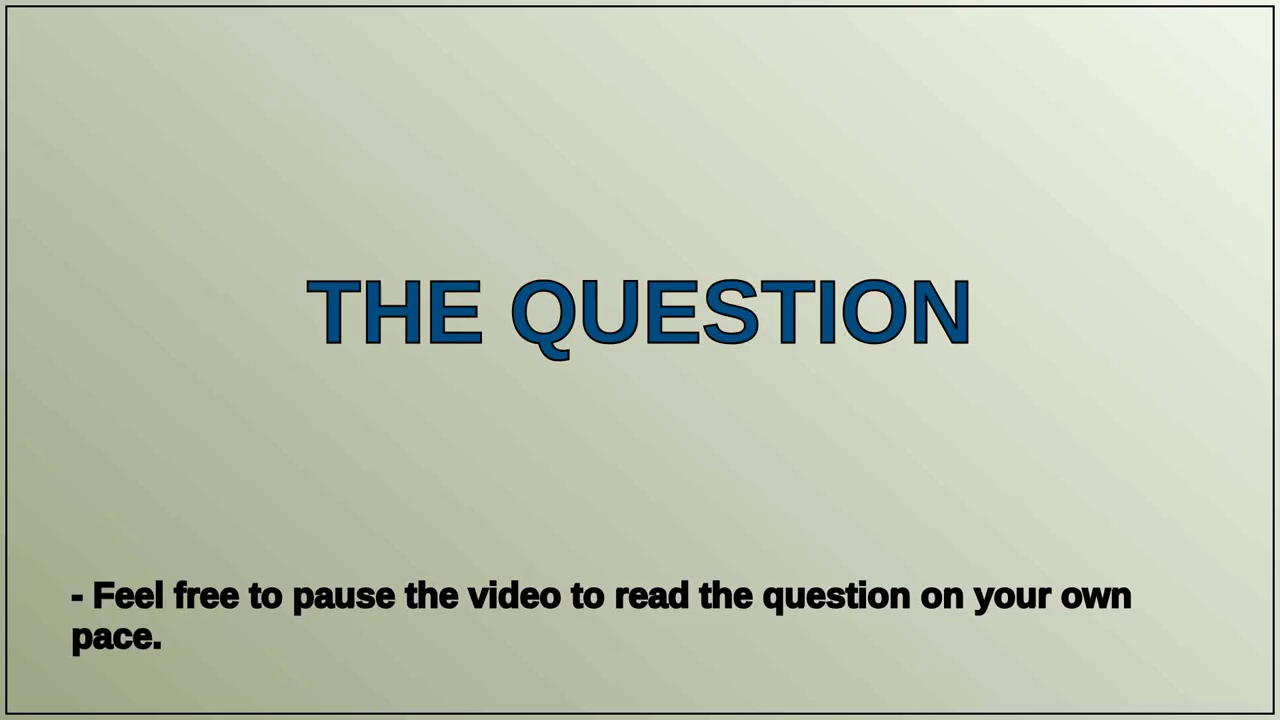 THE QUESTION
- Feel free to pause the video to read the question on your own
pace.